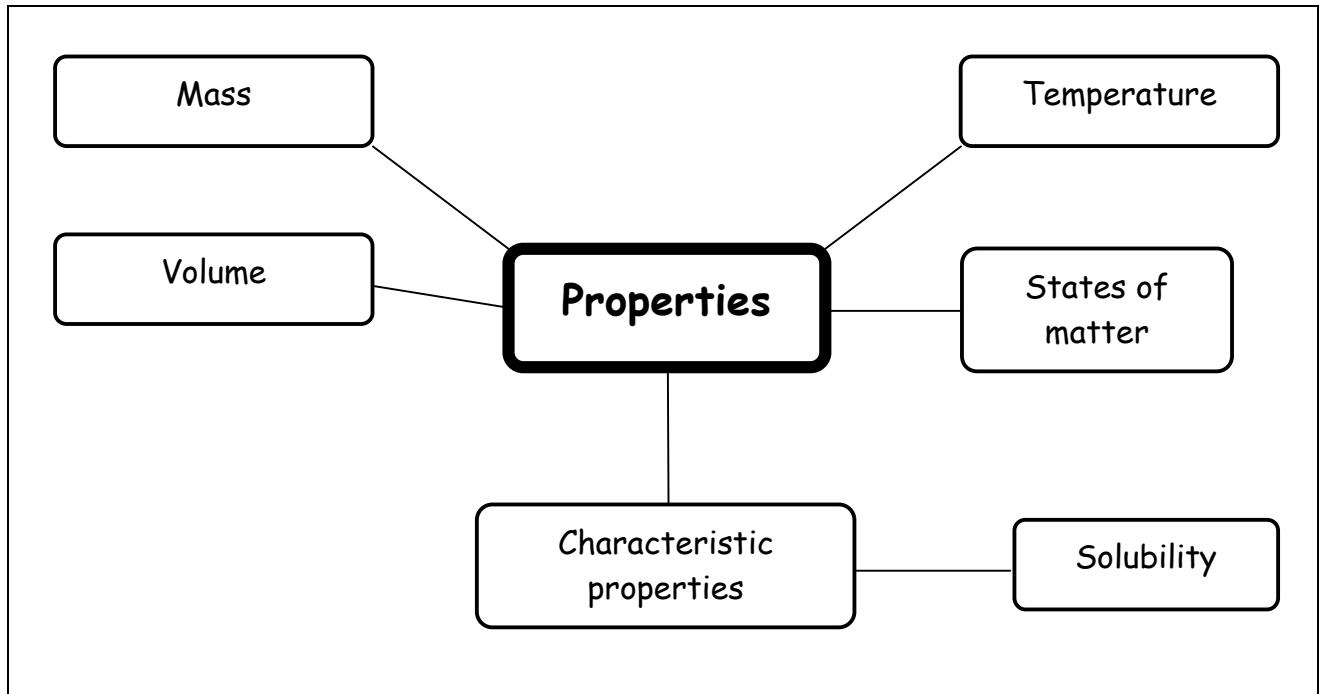 Mass
Temperature
Volume
Properties
States of
matter
Characteristic
properties
Solubility